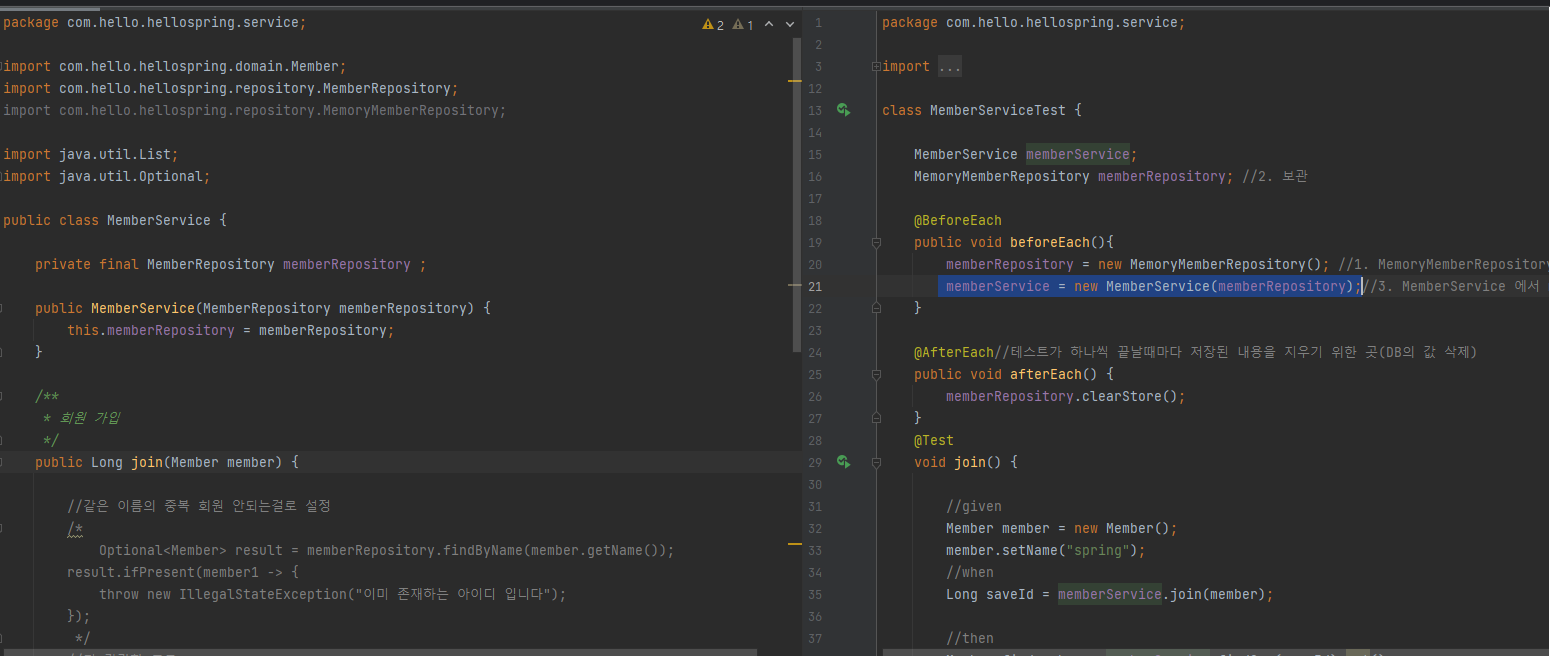 package com.hello.hellospring.service;
2 1
import com.hello.hellospring.domain.Member;
import com.hello.hellospring.repository.MemberRepository;
import com.hello.hellospring.repository.MemoryMemberRepository;
import java.util.List;
import java.util.Optional;
public class MemberService {
private final MemberRepository memberRepository ;
public MemberService(MemberRepository memberRepository) {
this.memberRepository = memberRepository;
}
/**
* 회원 가입
*/
public Long join(Member member) {
//같은 이름의 중복 회원 안되는걸로 설정
/*
Optional<Member> result = memberRepository.findByName(member.getName());
result.ifPresent(member1 -> {
throw new IllegalStateException("이미 존재하는 아이디 입니다");
});
*/
1 package com.hello.hellospring.service;
2
3 import ...
12
13 class MemberServiceTest {
14
15 MemberService memberService;
16 MemoryMemberRepository memberRepository; //2. 보관
17
18 @BeforeEach
19 public void beforeEach(){
20 memberRepository = new MemoryMemberRepository(); //1. MemoryMemberRepository
21 memberService = new MemberService(memberRepository);//3. MemberService 에서
22 }
23
24 @AfterEach//테스트가 하나씩 끝날때마다 저장된 내용을 지우기 위한 곳(DB의 값 삭제)
25 public void afterEach() {
26 memberRepository.clearStore();
27 }
28 @Test
29 void join() {
30
31 //given
32 Member member = new Member();
33 member.setName("spring");
34 //when
35 Long saveId = memberService.join(member);
36
37 //then